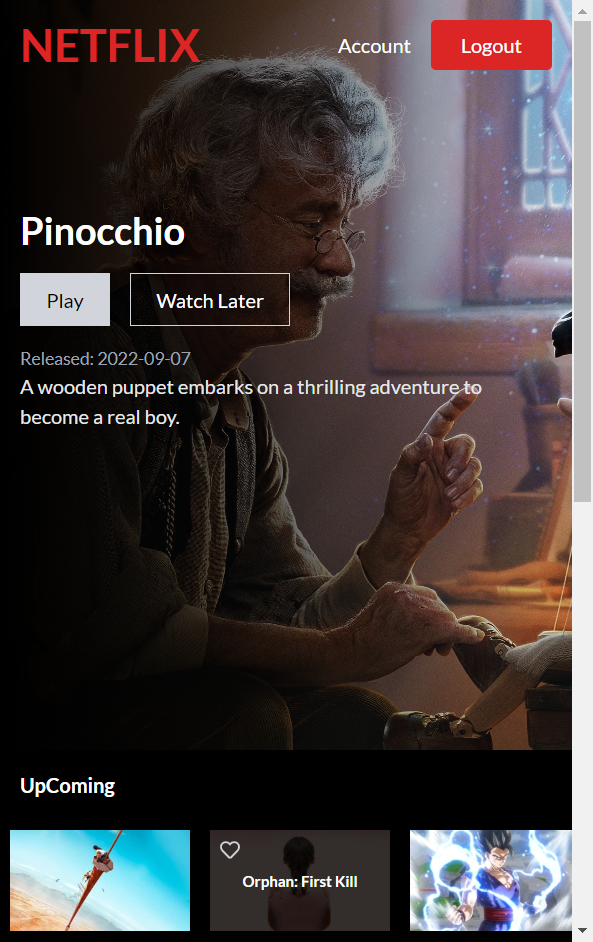 NETFLIX
Account
Logout
Pinocchio
Play
Watch Later
Released: 2022-09-07
A wooden puppet embarks on a thrilling adventure to
become a real boy.
UpComing
Orphan: First Kill